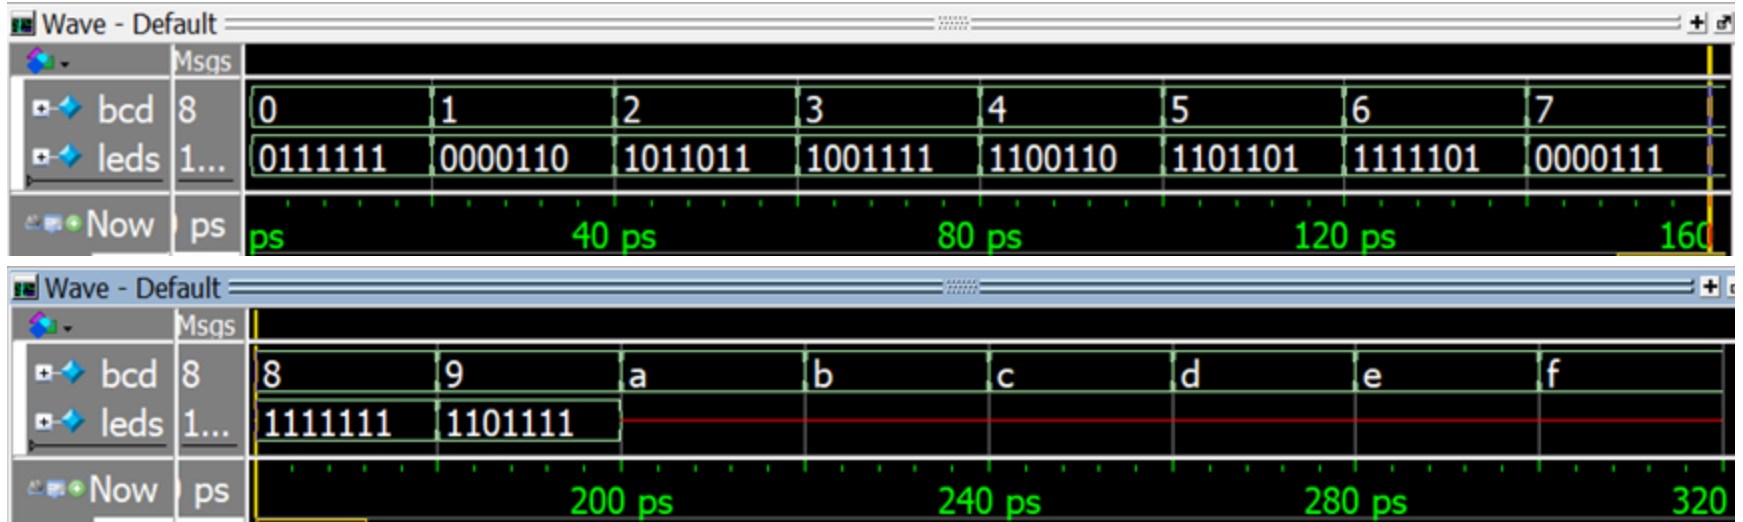 Wave - Default
Msgs
bcd 8 0 1 2 3 4 5 6 7
leds 1... 0111111 0000110 1011011 1001111 1100110 1101101 1111101 0000111
Now ps ps 40 ps 80 ps 120 ps 160
Wave - Default
Msgs
bcd 8 8 9 a b c d e f
leds 1... 1111111 1101111
Now ps 200 ps 240 ps 280 ps 320